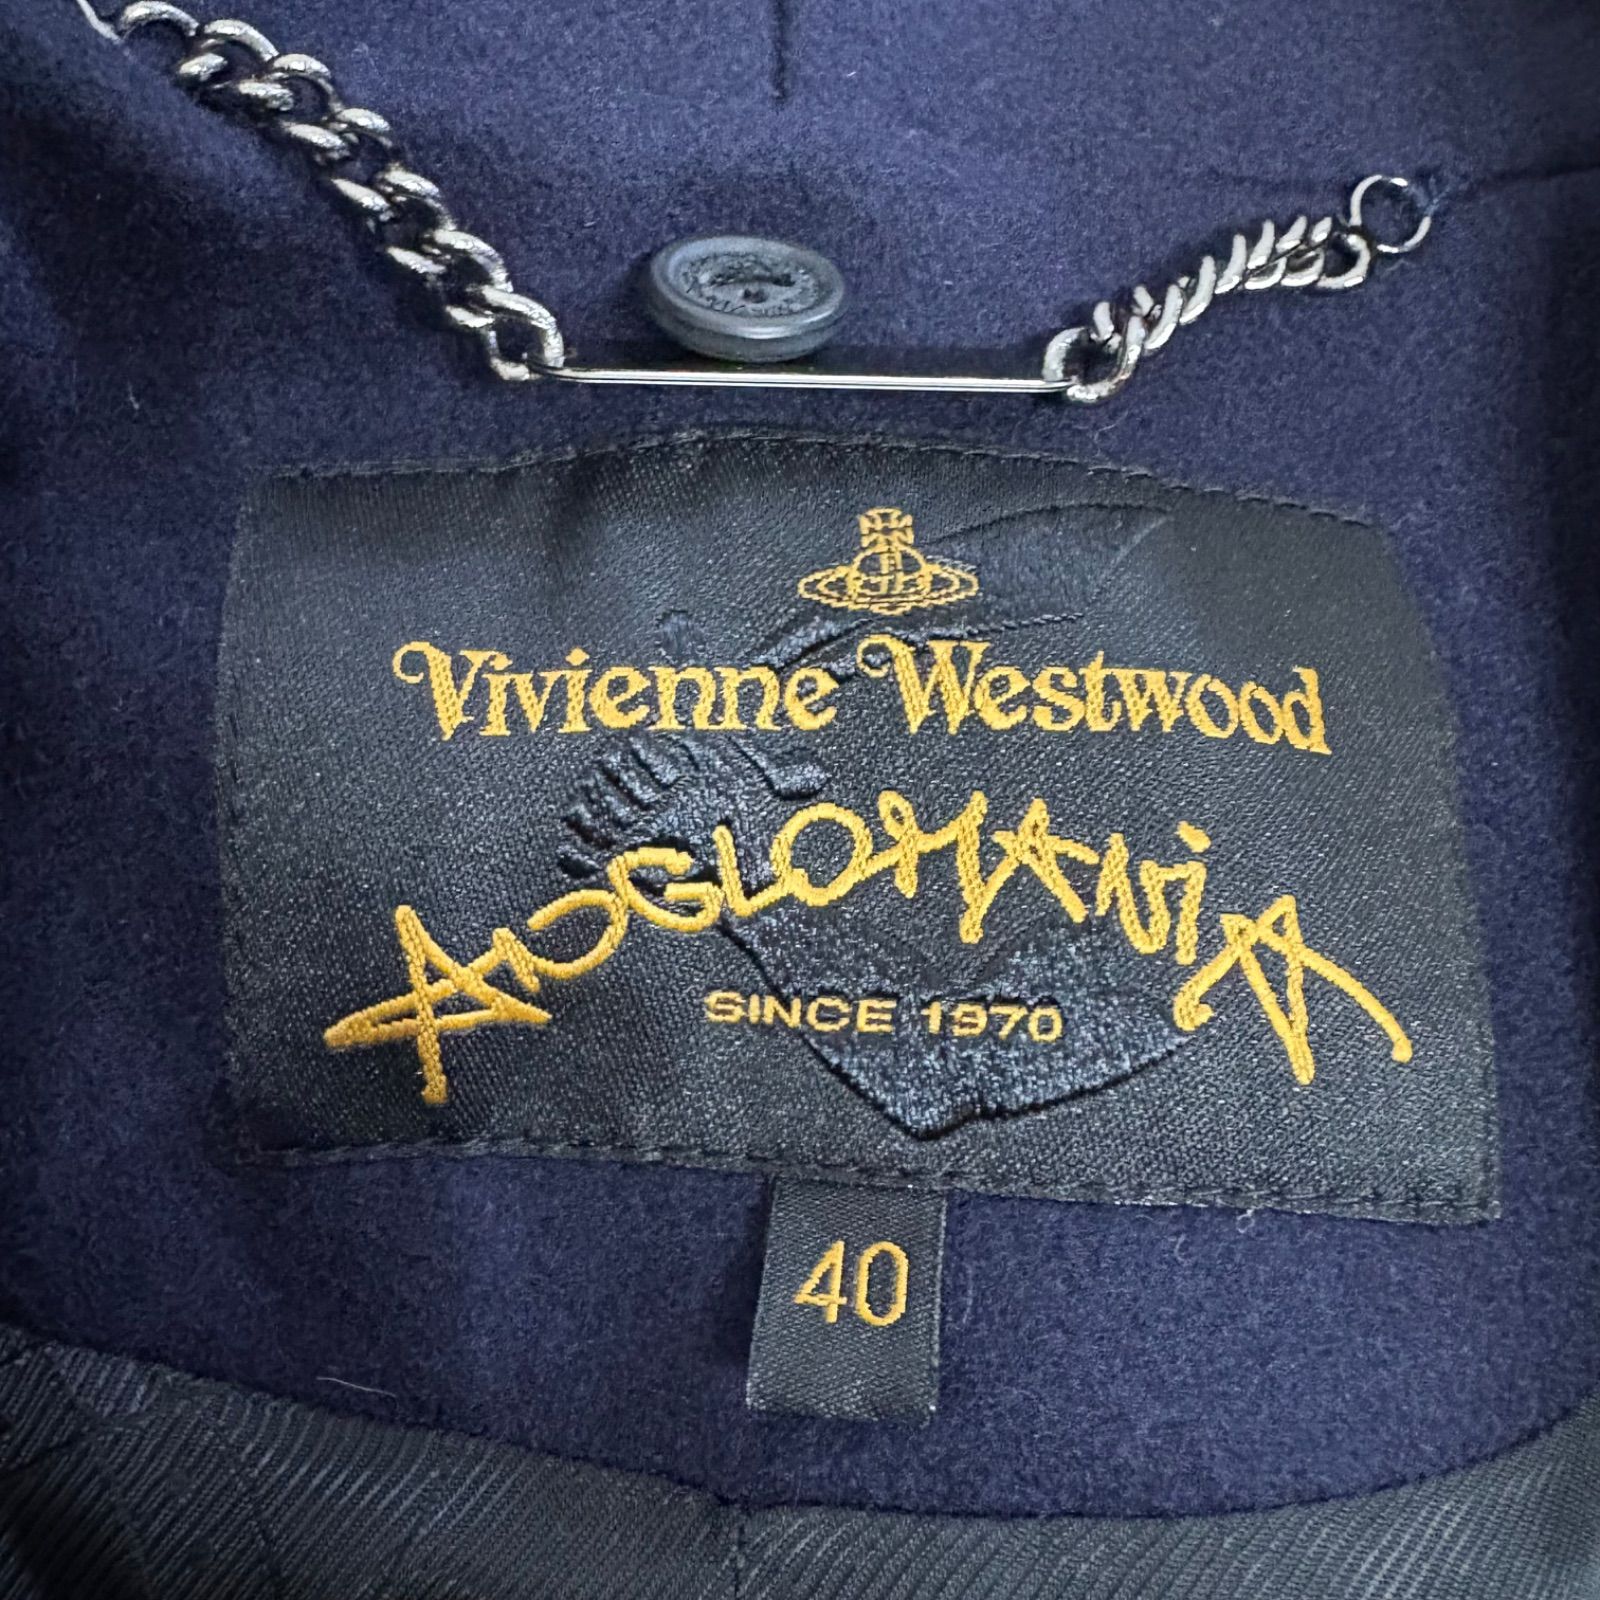 Vivienne Westwood
ANGLOMANiA
SINCE 1970
40